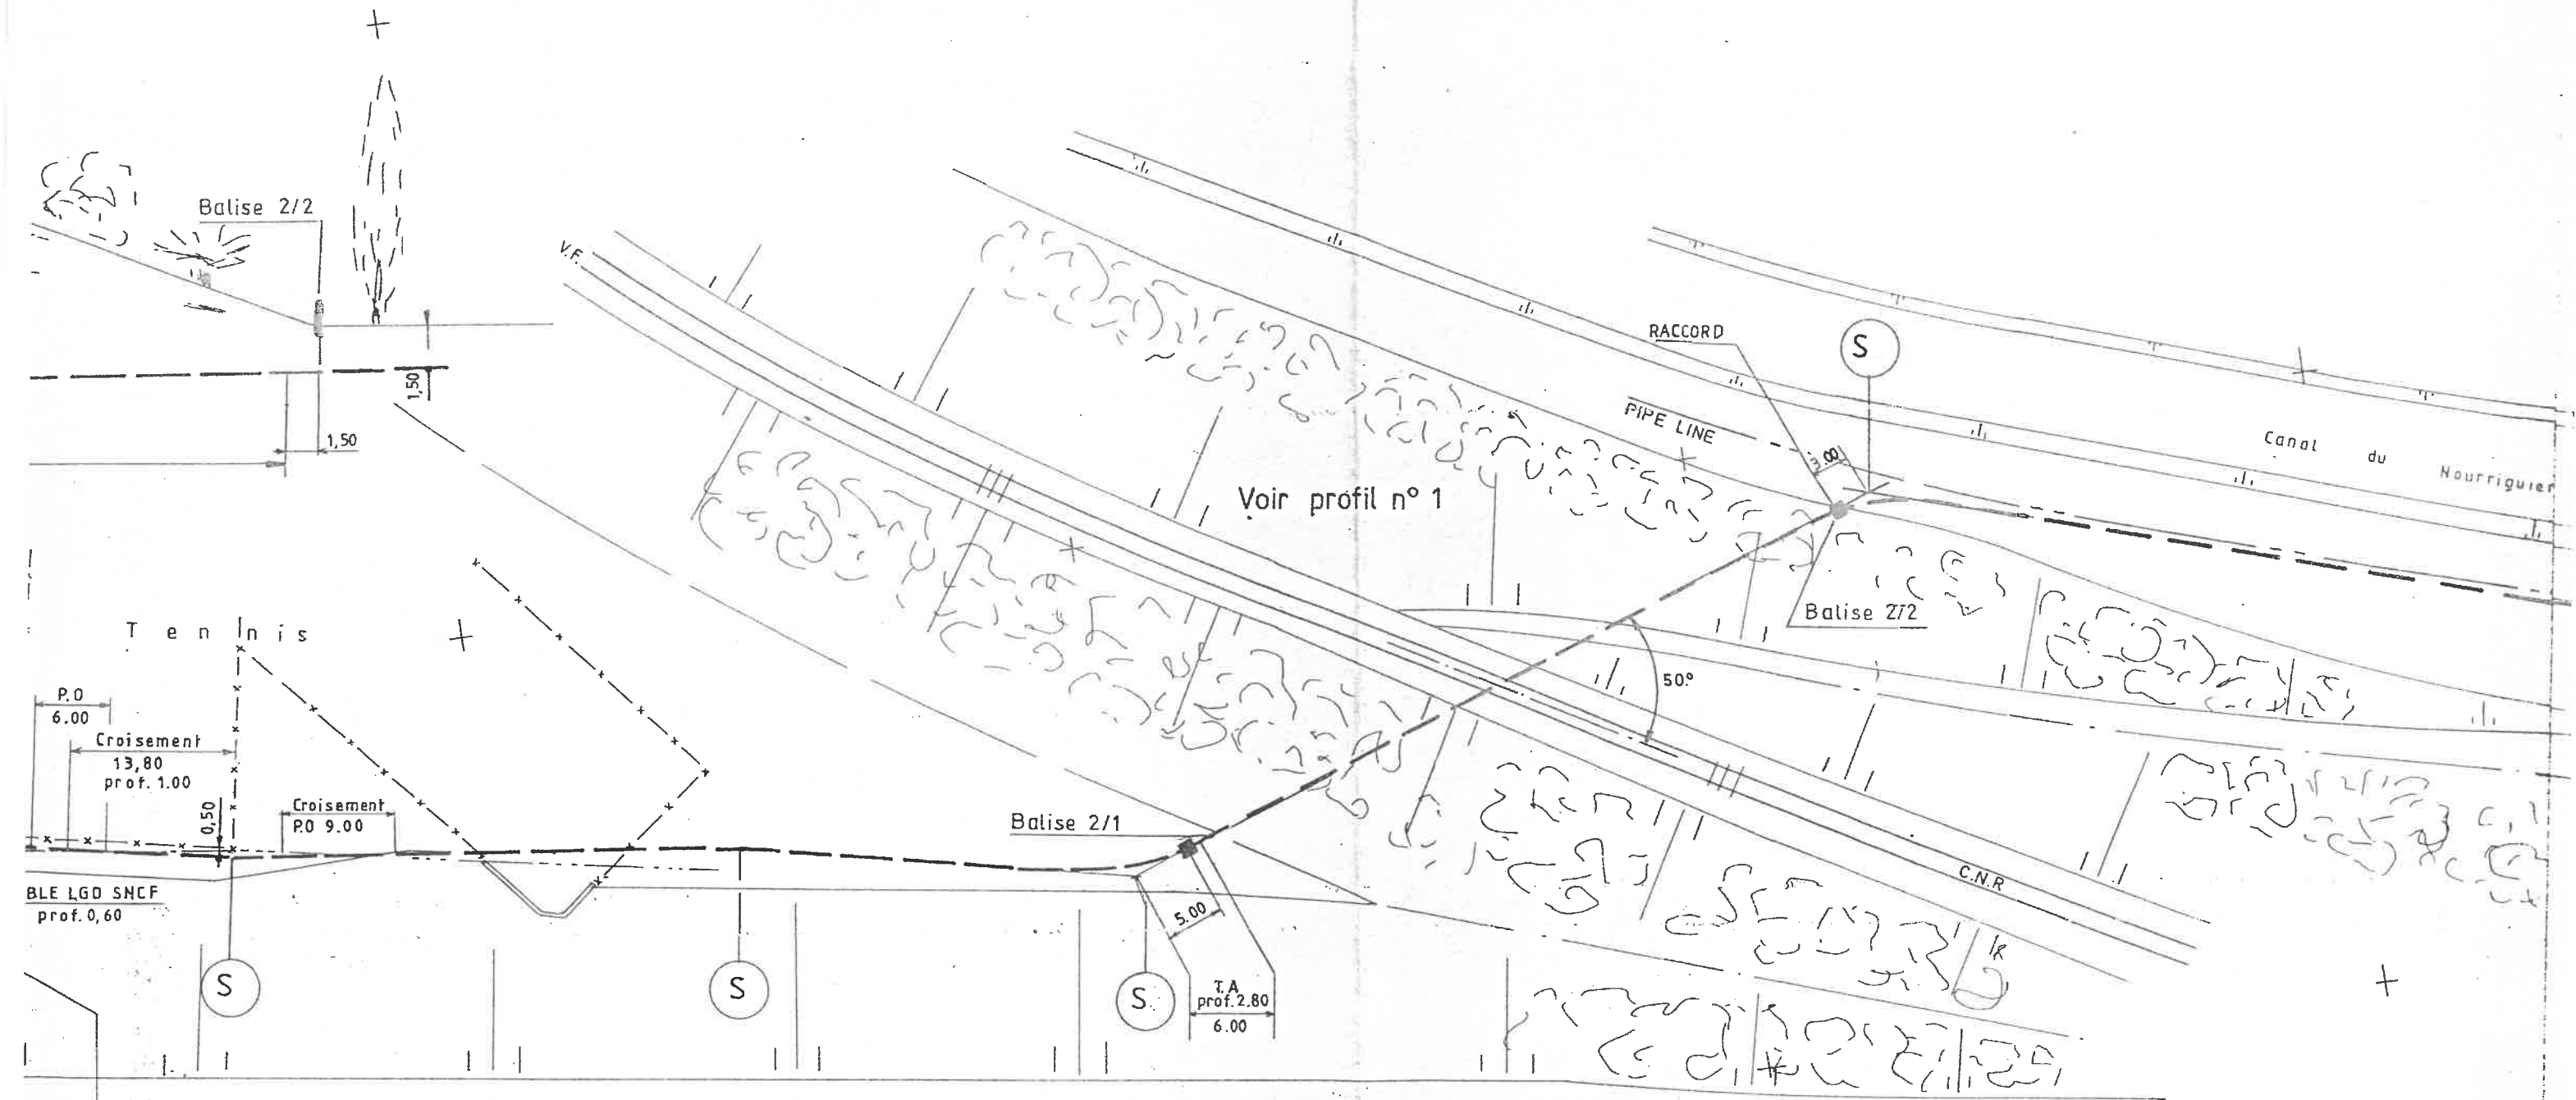 Balise 2/2
1,50
1,50
V.F.
RACCORD
S
PIPE LINE
3.00
Canal du Nourriguier
Voir profil n° 1
Balise 2/2
50°
Tennis
P.O
6.00
Croisement
13,80
prof. 1.00
0,50
Croisement
P.O 9.00
Balise 2/1
BLE LGD SNCF
prof. 0,60
5.00
C.N.R
S
S
S
T.A
prof. 2.80
6.00